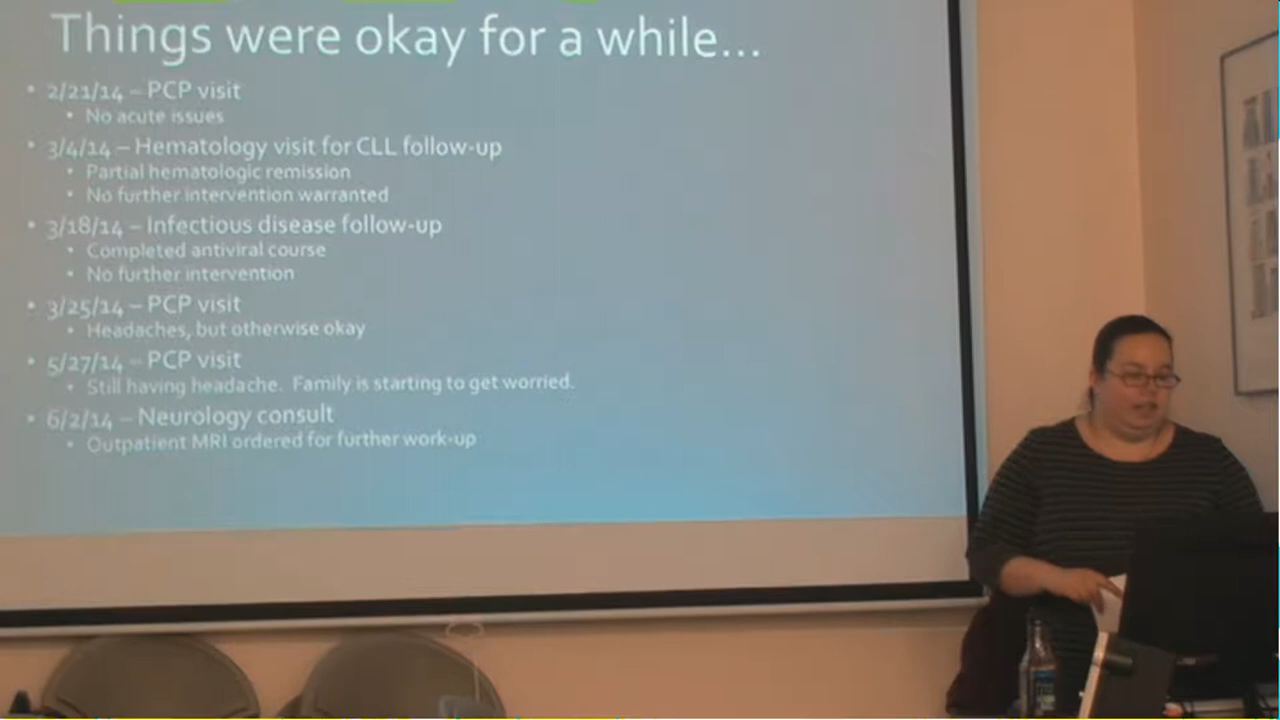 Things were okay for a while...
• 2/21/14 – PCP visit
• No acute issues
• 3/4/14 – Hematology visit for CLL follow-up
• Partial hematologic remission
• No further intervention warranted
• 3/18/14 – Infectious disease follow-up
• Completed antiviral course
• No further intervention
• 3/25/14 – PCP visit
• Headaches, but otherwise okay
• 5/27/14 – PCP visit
• Still having headache. Family is starting to get worried.
• 6/2/14 – Neurology consult
• Outpatient MRI ordered for further work-up